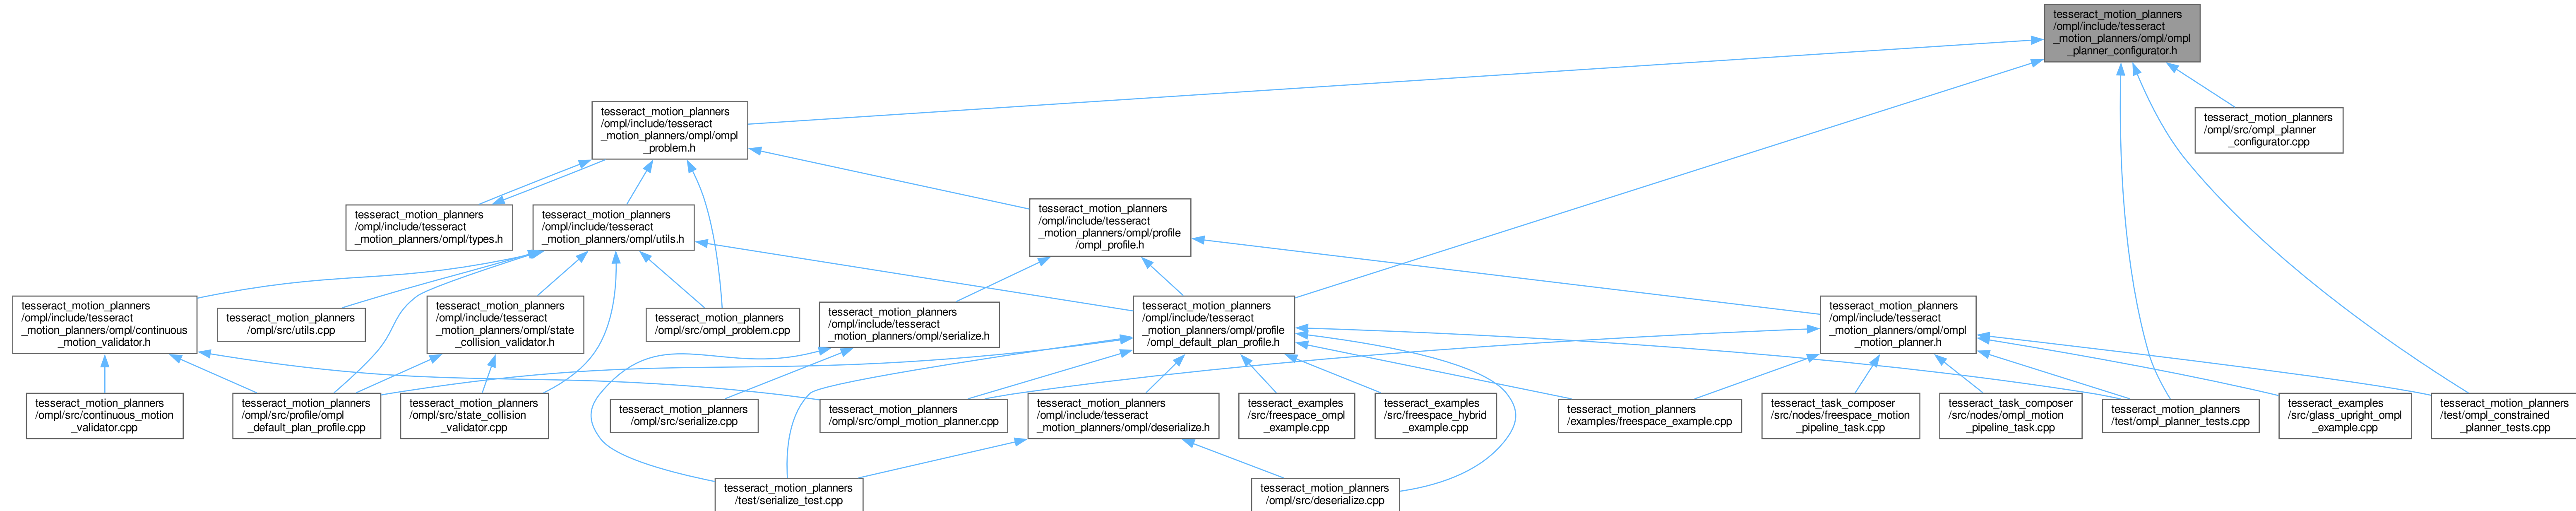 tesseract_motion_planners
/ompl/include/tesseract
_motion_planners/ompl/ompl
_planner_configurator.h
tesseract_motion_planners
/ompl/include/tesseract
_motion_planners/ompl/ompl
_problem.h
tesseract_motion_planners
/ompl/src/ompl_planner
_configurator.cpp
tesseract_motion_planners
/ompl/include/tesseract
_motion_planners/ompl/types.h
tesseract_motion_planners
/ompl/include/tesseract
_motion_planners/ompl/utils.h
tesseract_motion_planners
/ompl/include/tesseract
_motion_planners/ompl/profile
/ompl_profile.h
tesseract_motion_planners
/ompl/include/tesseract
_motion_planners/ompl/continuous
_motion_validator.h
tesseract_motion_planners
/ompl/src/utils.cpp
tesseract_motion_planners
/ompl/include/tesseract
_motion_planners/ompl/state
_collision_validator.h
tesseract_motion_planners
/ompl/src/ompl_problem.cpp
tesseract_motion_planners
/ompl/include/tesseract
_motion_planners/ompl/serialize.h
tesseract_motion_planners
/ompl/include/tesseract
_motion_planners/ompl/profile
/ompl_default_plan_profile.h
tesseract_motion_planners
/ompl/include/tesseract
_motion_planners/ompl/ompl
_motion_planner.h
tesseract_motion_planners
/ompl/src/continuous_motion
_validator.cpp
tesseract_motion_planners
/ompl/src/profile/ompl
_default_plan_profile.cpp
tesseract_motion_planners
/ompl/src/state_collision
_validator.cpp
tesseract_motion_planners
/ompl/src/serialize.cpp
tesseract_motion_planners
/ompl/src/ompl_motion_planner.cpp
tesseract_motion_planners
/ompl/include/tesseract
_motion_planners/ompl/deserialize.h
tesseract_examples
/src/freespace_ompl
_example.cpp
tesseract_examples
/src/freespace_hybrid
_example.cpp
tesseract_motion_planners
/examples/freespace_example.cpp
tesseract_task_composer
/src/nodes/freespace_motion
_pipeline_task.cpp
tesseract_task_composer
/src/nodes/ompl_motion
_pipeline_task.cpp
tesseract_motion_planners
/test/ompl_planner_tests.cpp
tesseract_examples
/src/glass_upright_ompl
_example.cpp
tesseract_motion_planners
/test/ompl_constrained
_planner_tests.cpp
tesseract_motion_planners
/test/serialize_test.cpp
tesseract_motion_planners
/ompl/src/deserialize.cpp